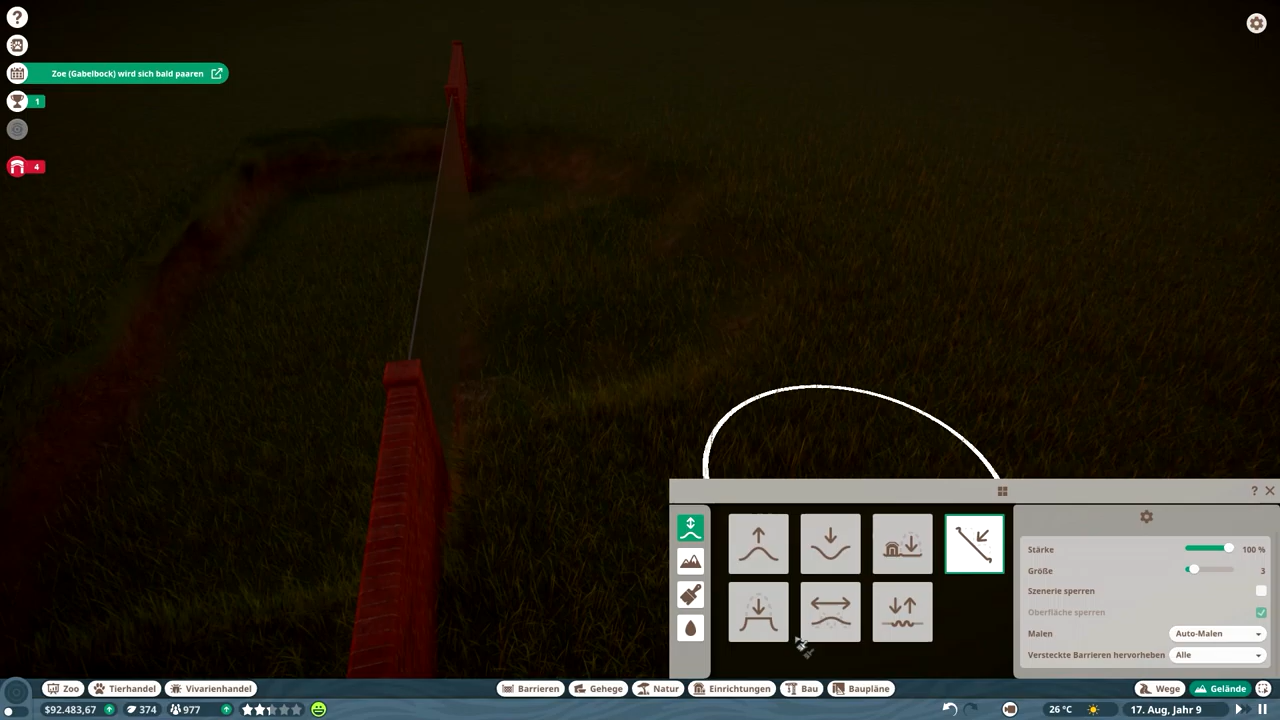 ?
Zoe (Gabelbock) wird sich bald paaren
1
4
?
Stärke 100 %
Größe 3
Szenerie sperren
Oberfläche sperren
Malen Auto-Malen
Versteckte Barrieren hervorheben Alle
Zoo Tierhandel Vivarienhandel Barrieren Gehege Natur Einrichtungen Bau Baupläne Wege Gelände
$92.483,67 374 977 26 °C 17. Aug, Jahr 9